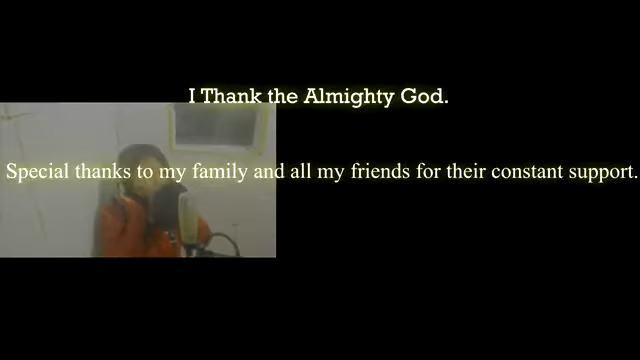 I Thank the Almighty God.
Special thanks to my family and all my friends for their constant support.